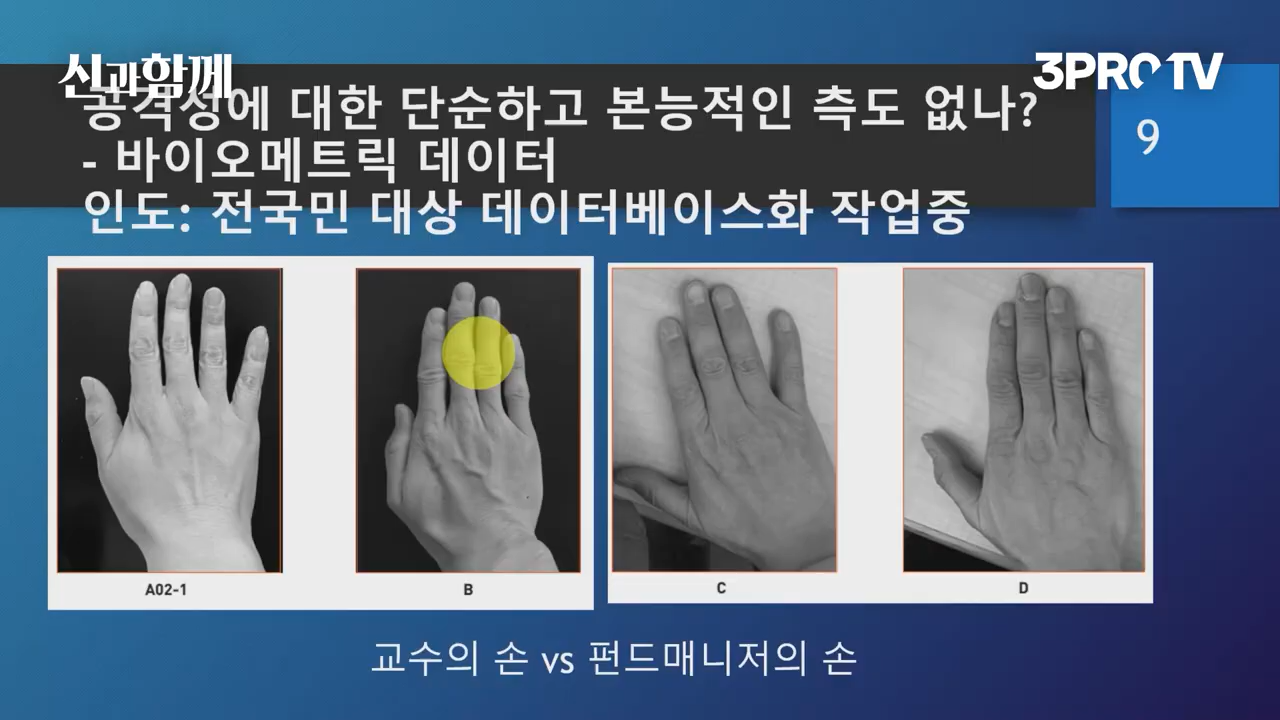 신과함께
3PROTV
공격성에 대한 단순하고 본능적인 측도 없나?
- 바이오메트릭 데이터
인도: 전국민 대상 데이터베이스화 작업중
9
A02-1
B
C
D
교수의 손 vs 펀드매니저의 손